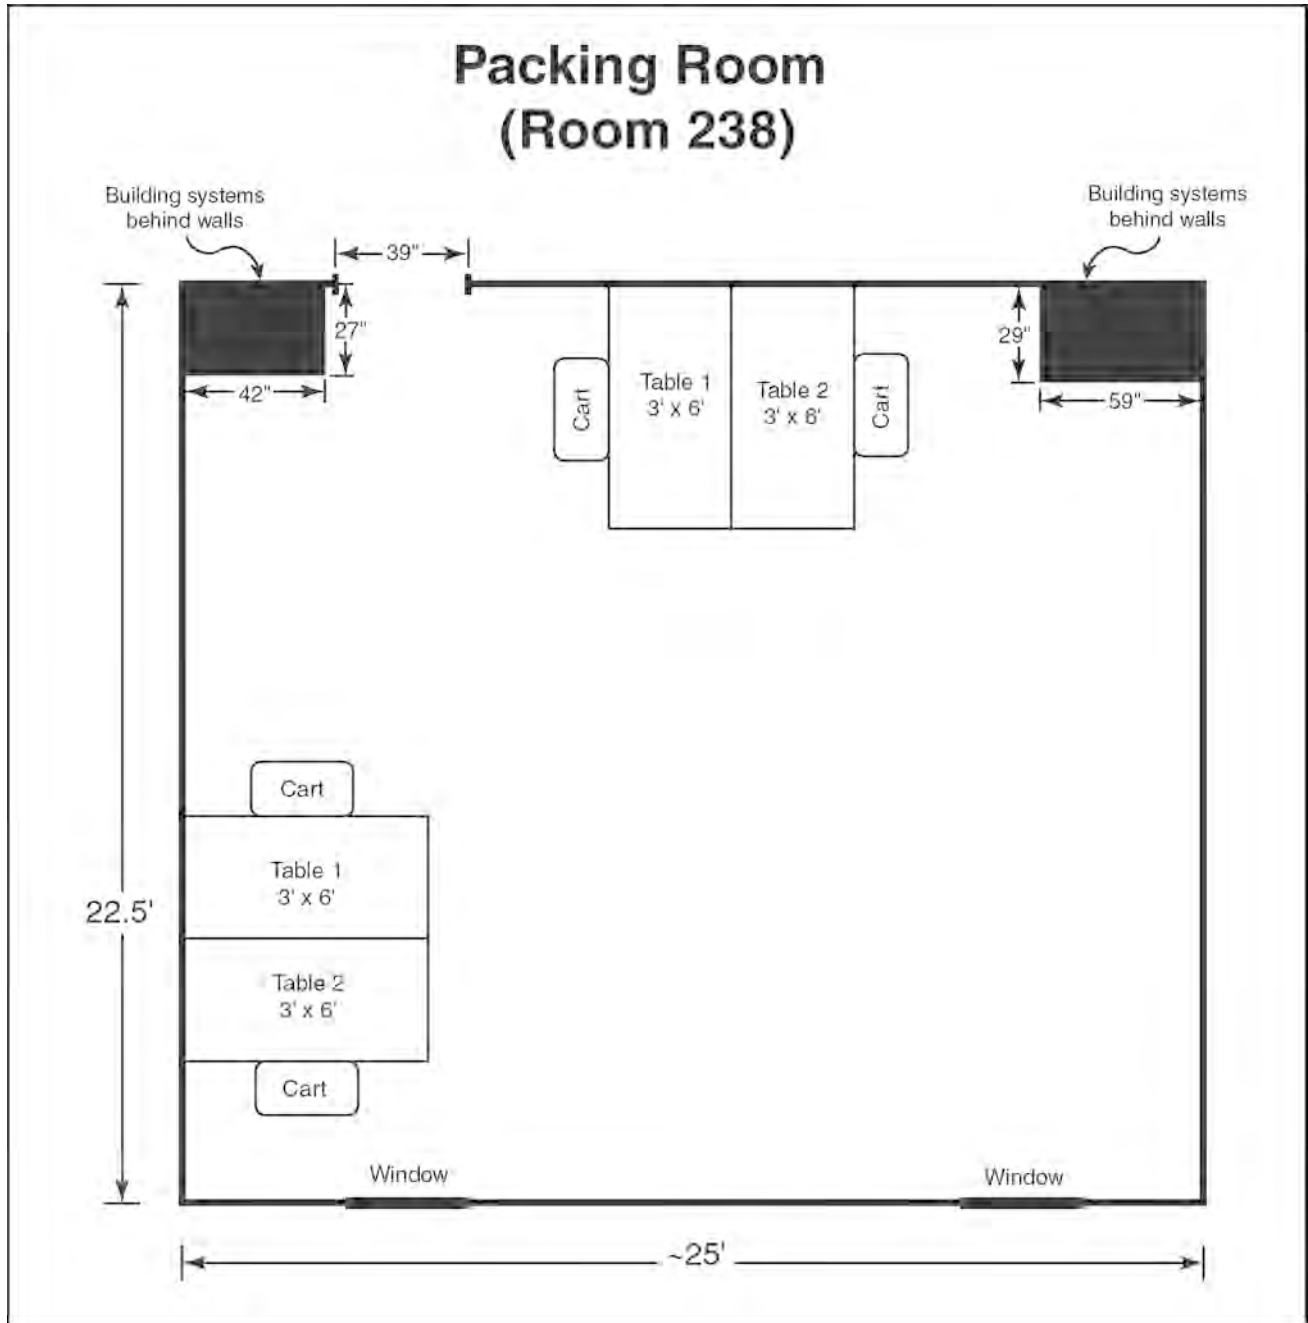 Packing Room
(Room 238)
Building systems
behind walls
Building systems
behind walls
39"
27"
29"
42"
59"
Table 1
3' x 6'
Table 2
3' x 6'
Cart
Cart
Cart
Table 1
3' x 6'
22.5'
Table 2
3' x 6'
Cart
Window
Window
~25'